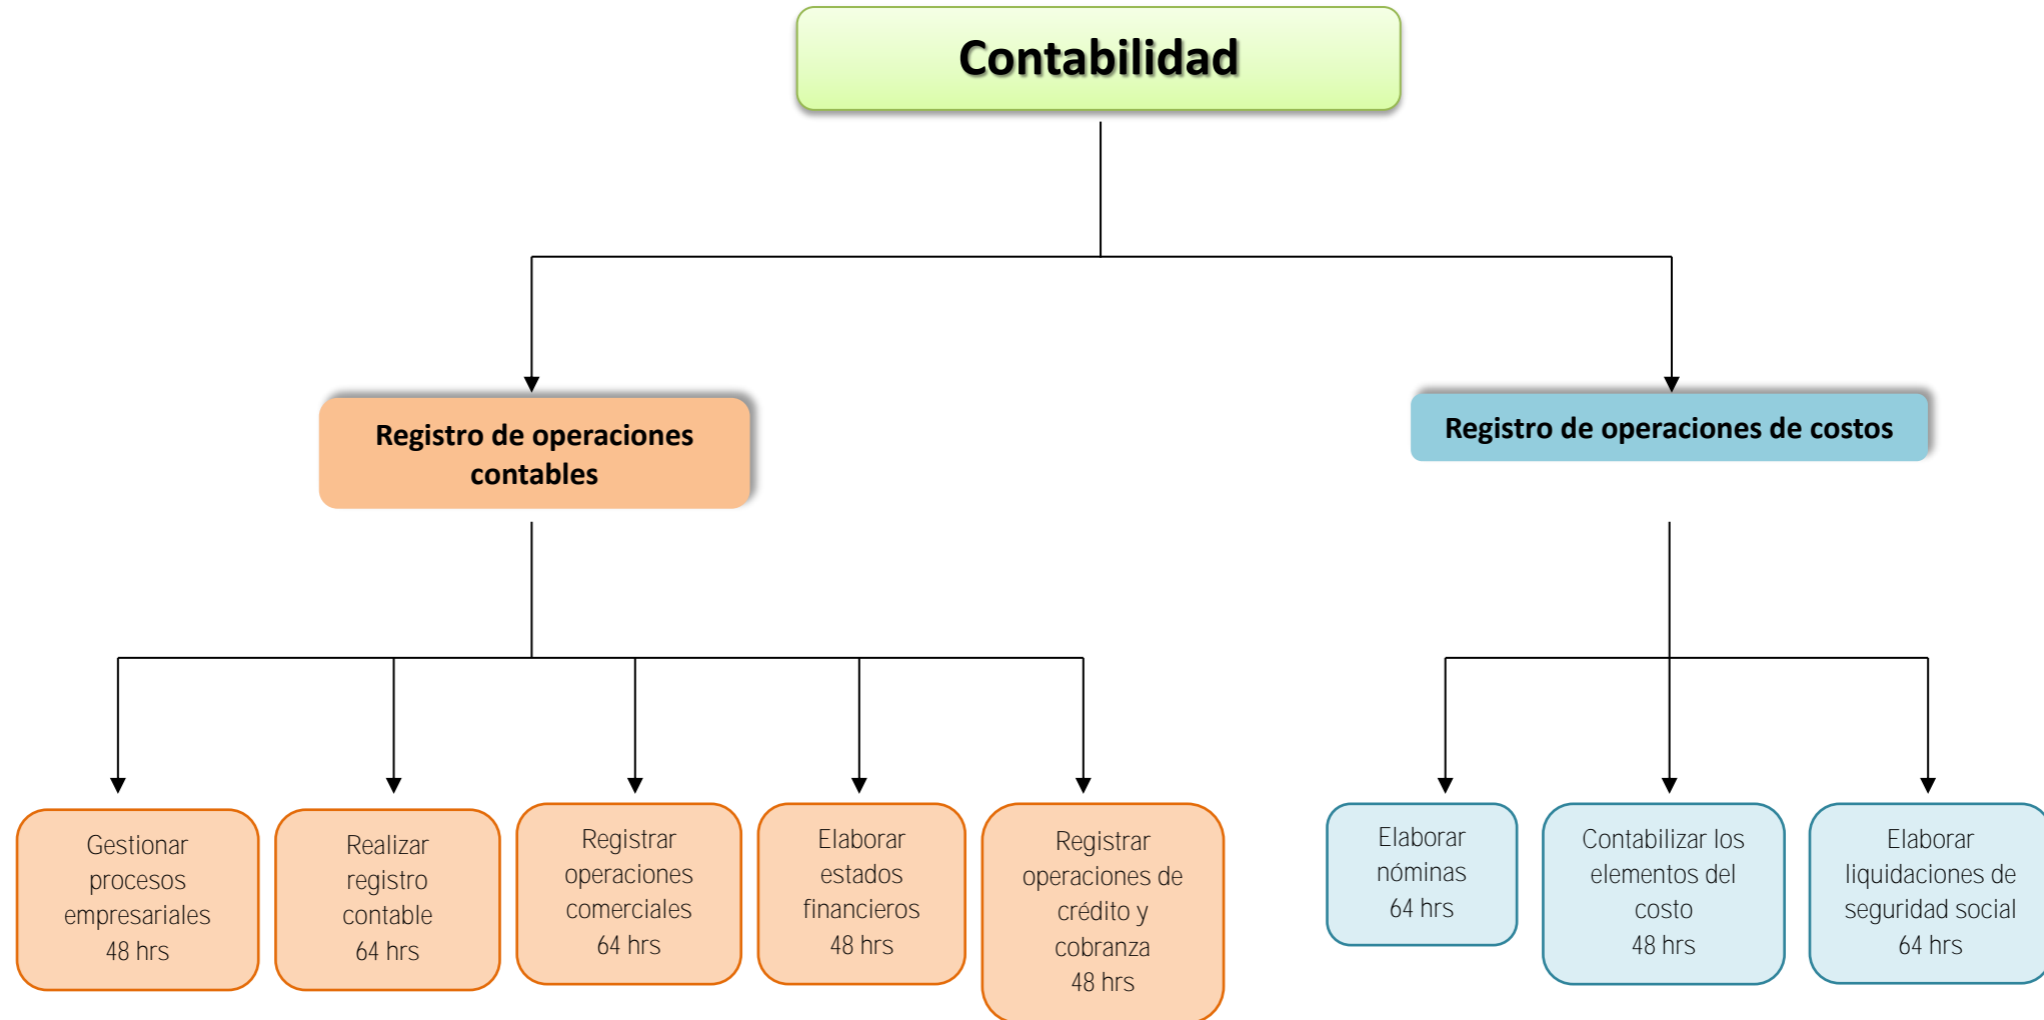 Contabilidad
Registro de operaciones
contables
Registro de operaciones de costos
Gestionar
procesos
empresariales
48 hrs
Realizar
registro
contable
64 hrs
Registrar
operaciones
comerciales
64 hrs
Elaborar
estados
financieros
48 hrs
Registrar
operaciones de
crédito y
cobranza
48 hrs
Elaborar
nóminas
64 hrs
Contabilizar los
elementos del
costo
48 hrs
Elaborar
liquidaciones de
seguridad social
64 hrs